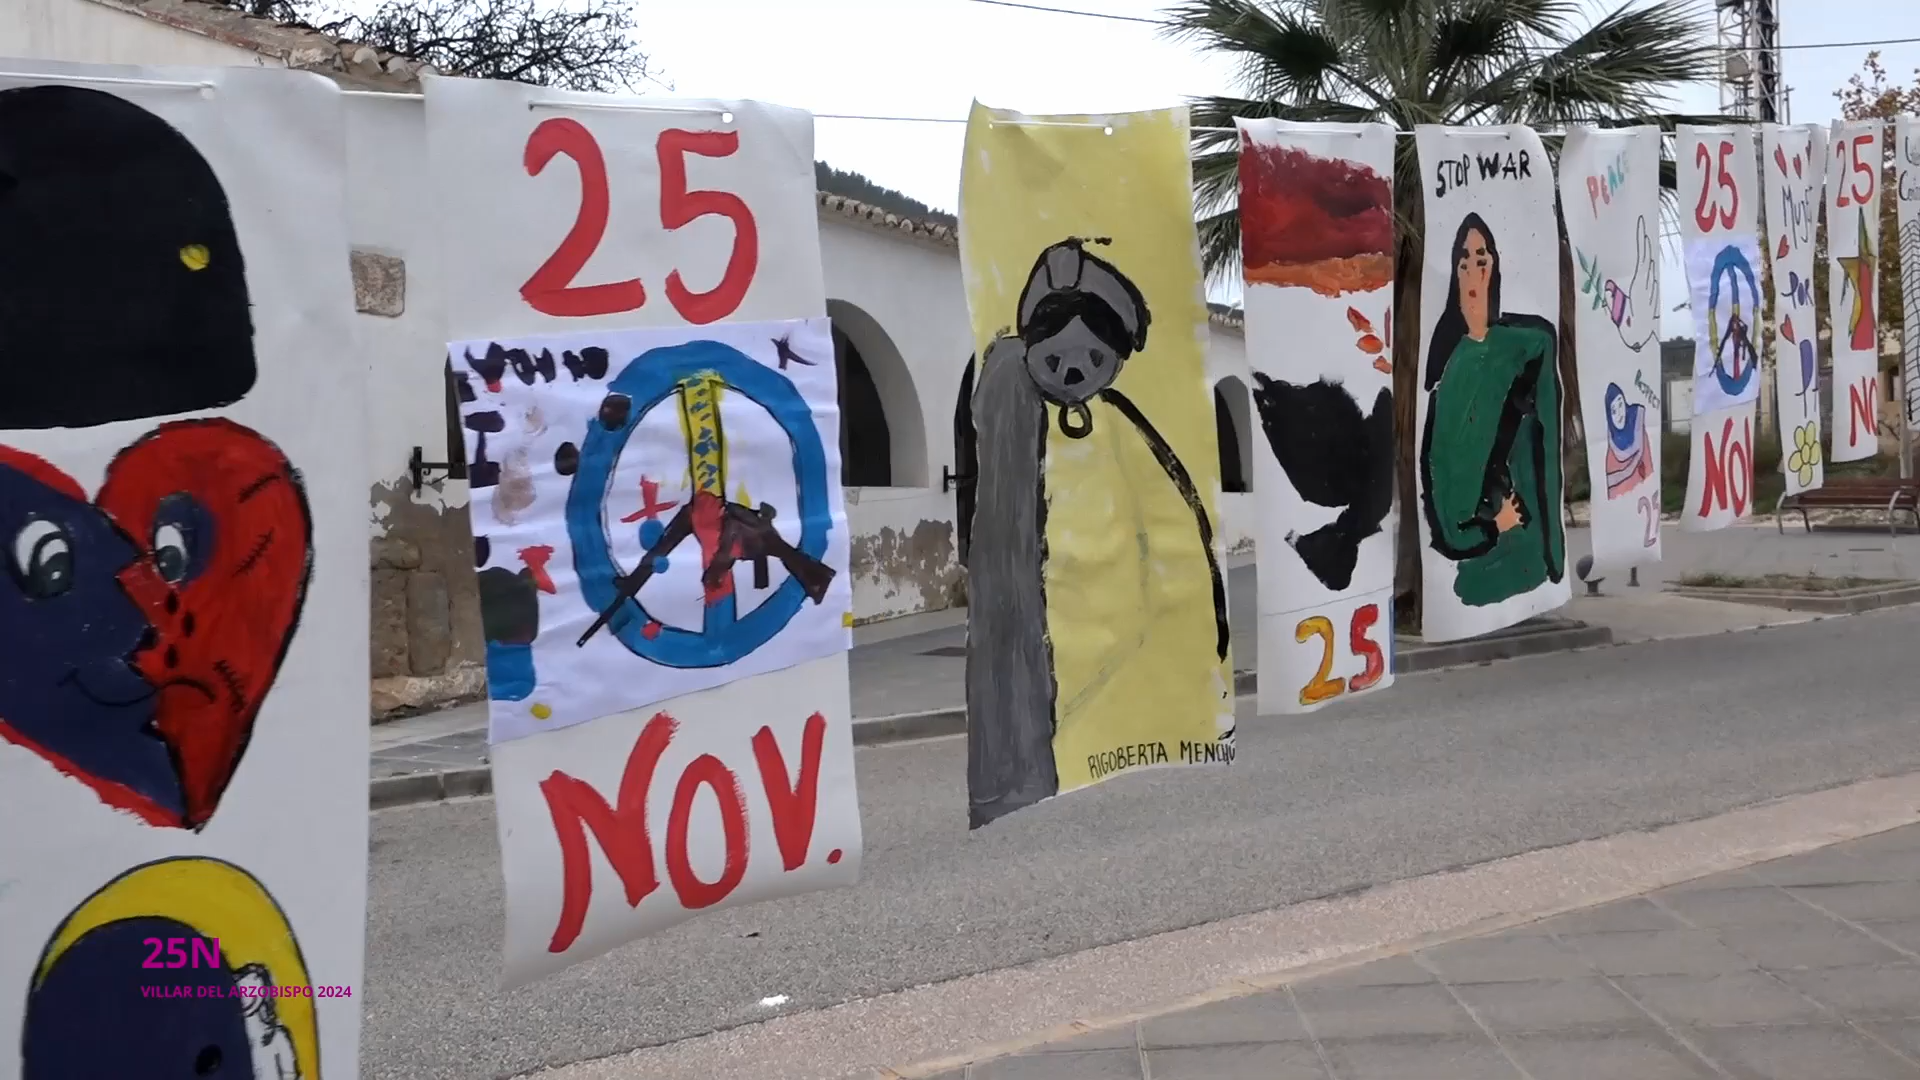 25
NOV.
RIGOBERTA MENCHÚ
25
STOP WAR
PEACE
RESPECT
25
25
NOV
MUJER
POR
25
NO
25N
VILLAR DEL ARZOBISPO 2024